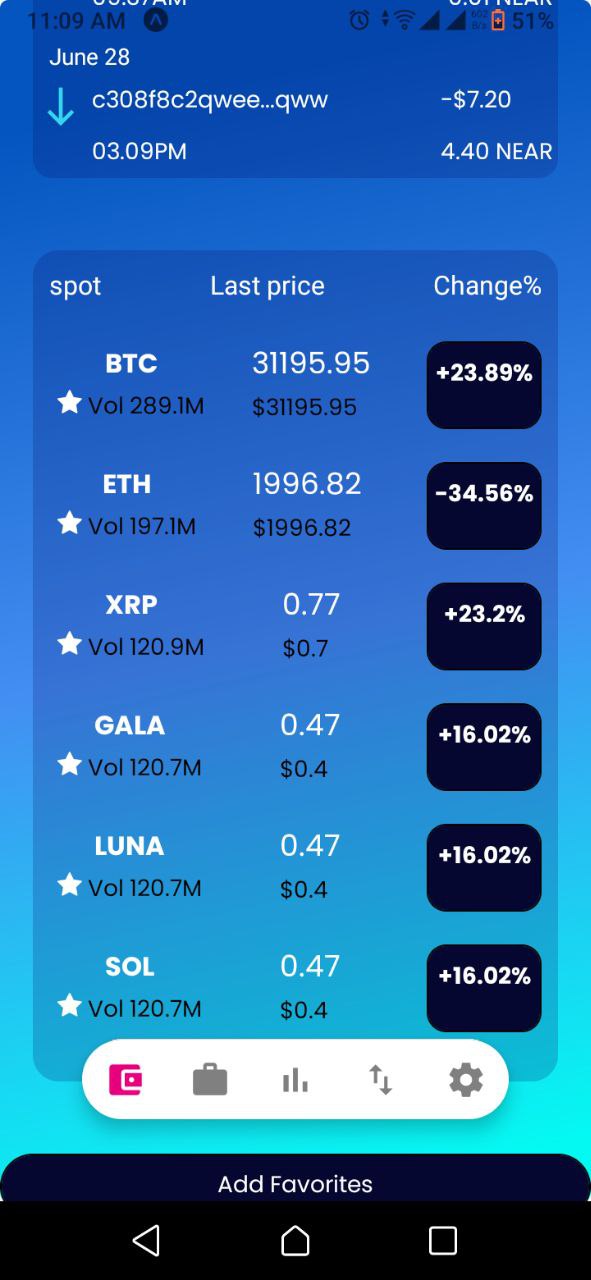 11:09 AM 51%
June 28
c308f8c2qwee...qww -$7.20
03.09PM 4.40 NEAR
spot Last price Change%
BTC 31195.95 +23.89%
Vol 289.1M $31195.95
ETH 1996.82 -34.56%
Vol 197.1M $1996.82
XRP 0.77 +23.2%
Vol 120.9M $0.7
GALA 0.47 +16.02%
Vol 120.7M $0.4
LUNA 0.47 +16.02%
Vol 120.7M $0.4
SOL 0.47 +16.02%
Vol 120.7M $0.4
Add Favorites